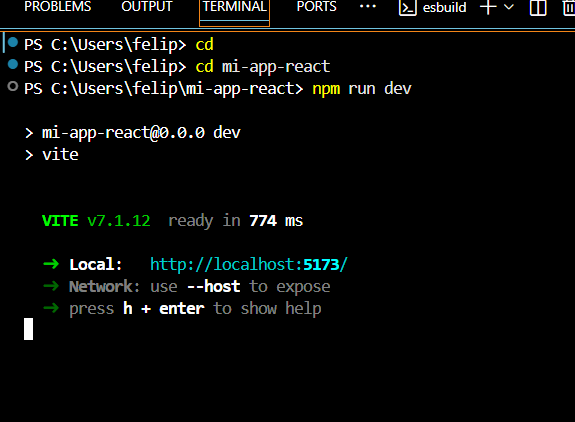 PROBLEMS OUTPUT TERMINAL PORTS ··· esbuild
PS C:\Users\felip> cd
PS C:\Users\felip> cd mi-app-react
PS C:\Users\felip\mi-app-react> npm run dev
> mi-app-react@0.0.0 dev
> vite
VITE v7.1.12 ready in 774 ms
➜ Local: http://localhost:5173/
➜ Network: use --host to expose
➜ press h + enter to show help